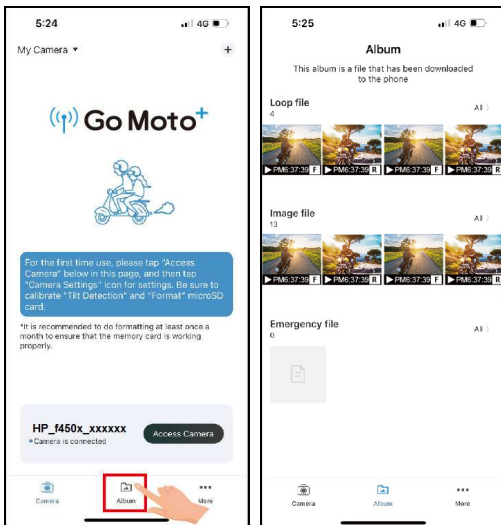 5:24
4G
My Camera
+
Go Moto+
For the first time use, please tap "Access
Camera" below in this page, and then tap
"Camera Settings" icon for settings. Be sure to
calibrate "Tilt Detection" and "Format" microSD
card.
*It is recommended to do formatting at least once a
month to ensure that the memory card is working
properly.
HP_f450x_xxxxxx
Camera is connected
Access Camera
Camera
Album
More
5:25
4G
Album
This album is a file that has been downloaded
to the phone
Loop file
4
All
PM6:37:39 F
PM6:37:39 R
PM6:37:39 F
PM6:37:39 R
Image file
13
All
PM6:37:39 F
PM6:37:39 R
PM6:37:39 F
PM6:37:39 R
Emergency file
0
All
Camera
Album
More